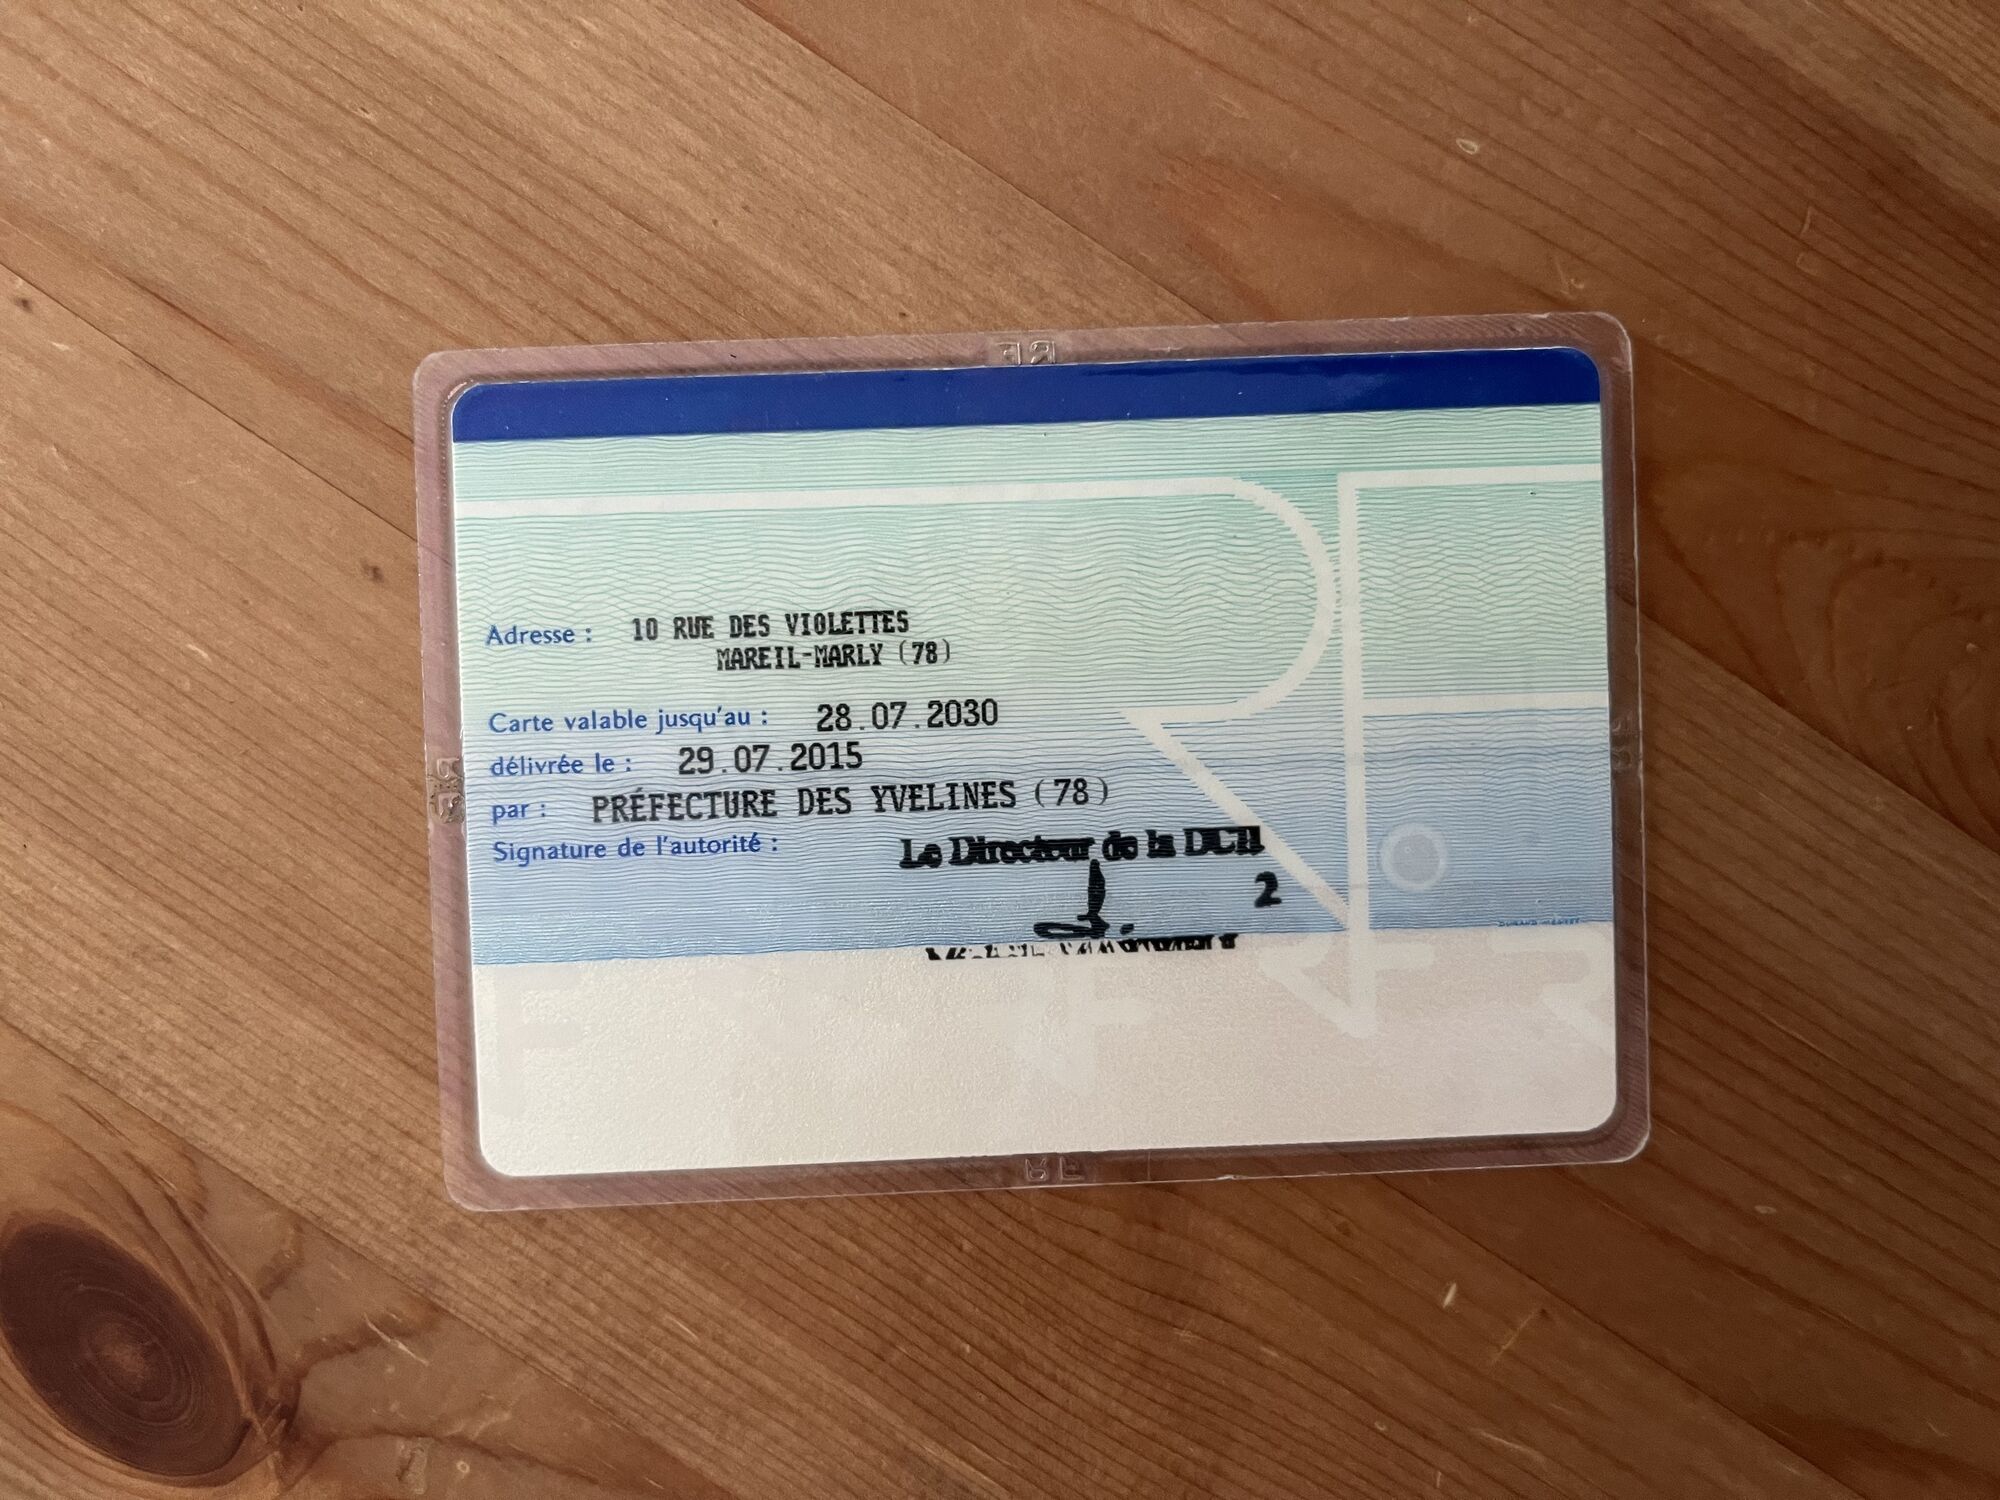 RF
Adresse : 10 RUE DES VIOLETTES
MAREIL-MARLY (78)
Carte valable jusqu'au : 28.07.2030
délivrée le : 29.07.2015
par : PRÉFECTURE DES YVELINES (78)
Signature de l'autorité :
Le Directeur de la DCII
2